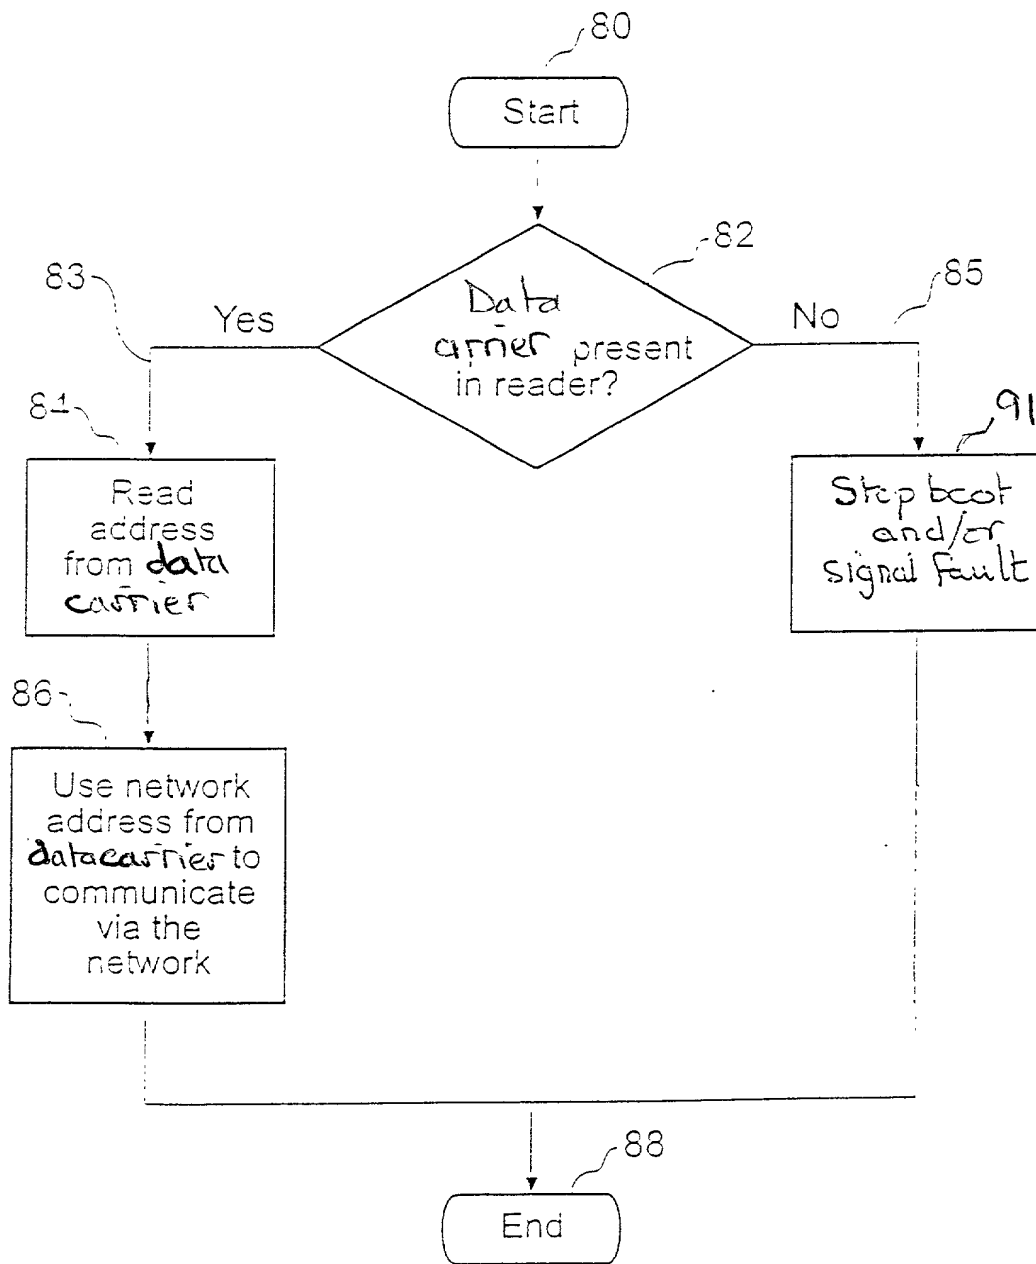 80
Start
82
83
Yes
No
85
Data
arrier present
in reader?
84
Read
address
from data
carrier
91
Stop boot
and/or
signal fault
86
Use network
address from
datacarrier to
communicate
via the
network
88
End